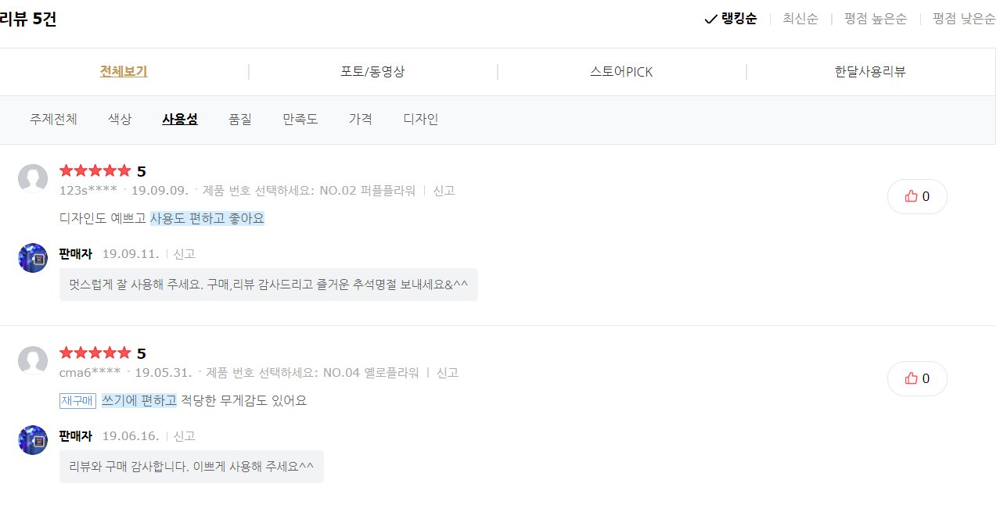 리뷰 5건
랭킹순 최신순 평점 높은순 평점 낮은순
전체보기 포토/동영상 스토어PICK 한달사용리뷰
주제전체 색상 사용성 품질 만족도 가격 디자인
5
123s**** · 19.09.09. · 제품 번호 선택하세요: NO.02 퍼플플라워 | 신고
0
디자인도 예쁘고 사용도 편하고 좋아요
판매자 19.09.11. | 신고
멋스럽게 잘 사용해 주세요. 구매,리뷰 감사드리고 즐거운 추석명절 보내세요&^^
5
cma6**** · 19.05.31. · 제품 번호 선택하세요: NO.04 옐로플라워 | 신고
0
재구매 쓰기에 편하고 적당한 무게감도 있어요
판매자 19.06.16. | 신고
리뷰와 구매 감사합니다. 이쁘게 사용해 주세요^^